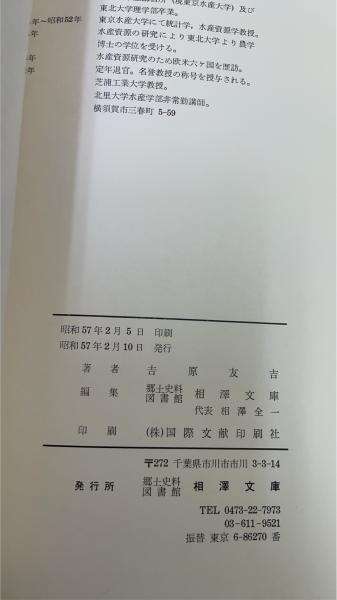 (現東京水産大学)及び
年～昭和52年 東北大学理学部卒業。
東京水産大学にて統計学，水産資源学教授。
水産資源の研究により東北大学より農学
博士の学位を受ける。
水産資源研究のため欧米六ヶ国を歴訪。
定年退官。名誉教授の称号を授与される。
芝浦工業大学教授。
北里大学水産学部非常勤講師。
横須賀市三春町 5-59
昭和57年2月5日 印刷
昭和57年2月10日 発行
著者 吉原友吉
編集 郷土史料図書館 相澤文庫
代表 相澤全一
印刷 (株)国際文献印刷社
〒272 千葉県市川市市川 3-3-14
発行所 郷土史料図書館 相澤文庫
TEL 0473-22-7973
03-611-9521
振替 東京 6-86270 番